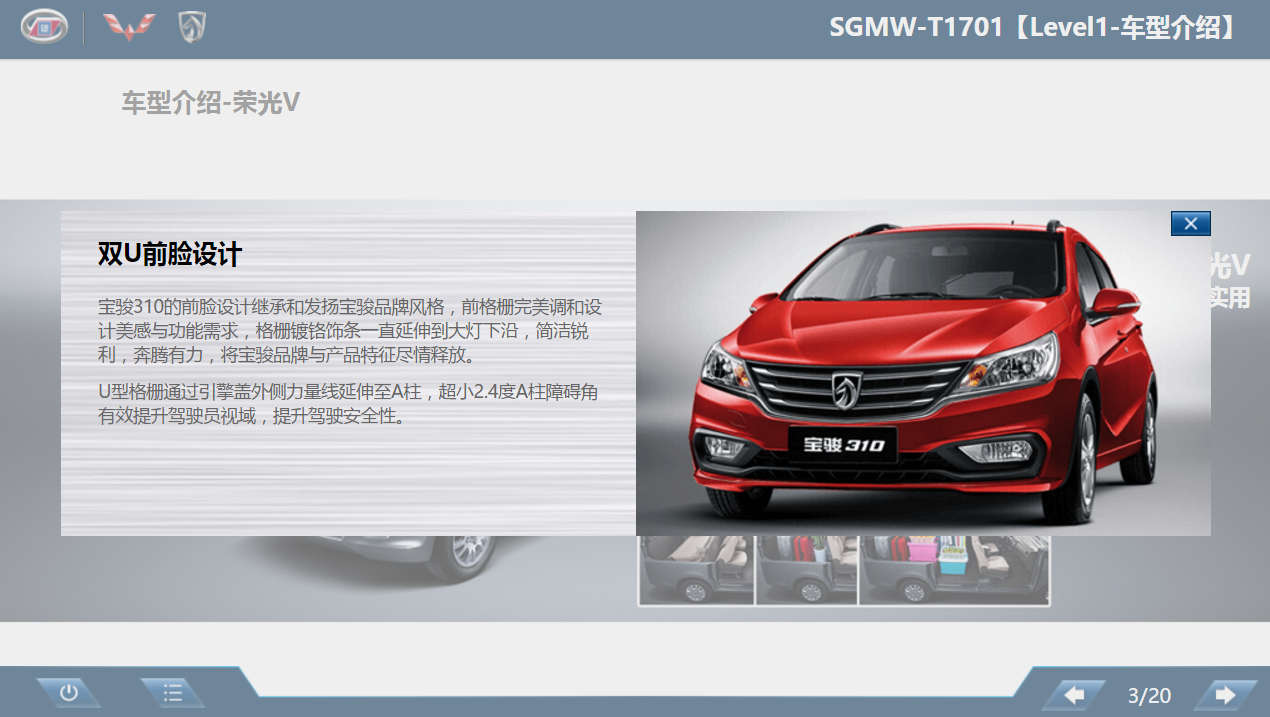 SGMW-T1701【Level1-车型介绍】
车型介绍-荣光V
双U前脸设计
宝骏310的前脸设计继承和发扬宝骏品牌风格，前格栅完美调和设
计美感与功能需求，格栅镀铬饰条一直延伸到大灯下沿，简洁锐
利，奔腾有力，将宝骏品牌与产品特征尽情释放。
U型格栅通过引擎盖外侧力量线延伸至A柱，超小2.4度A柱障碍角
有效提升驾驶员视域，提升驾驶安全性。
光V
实用
宝骏310
3/20